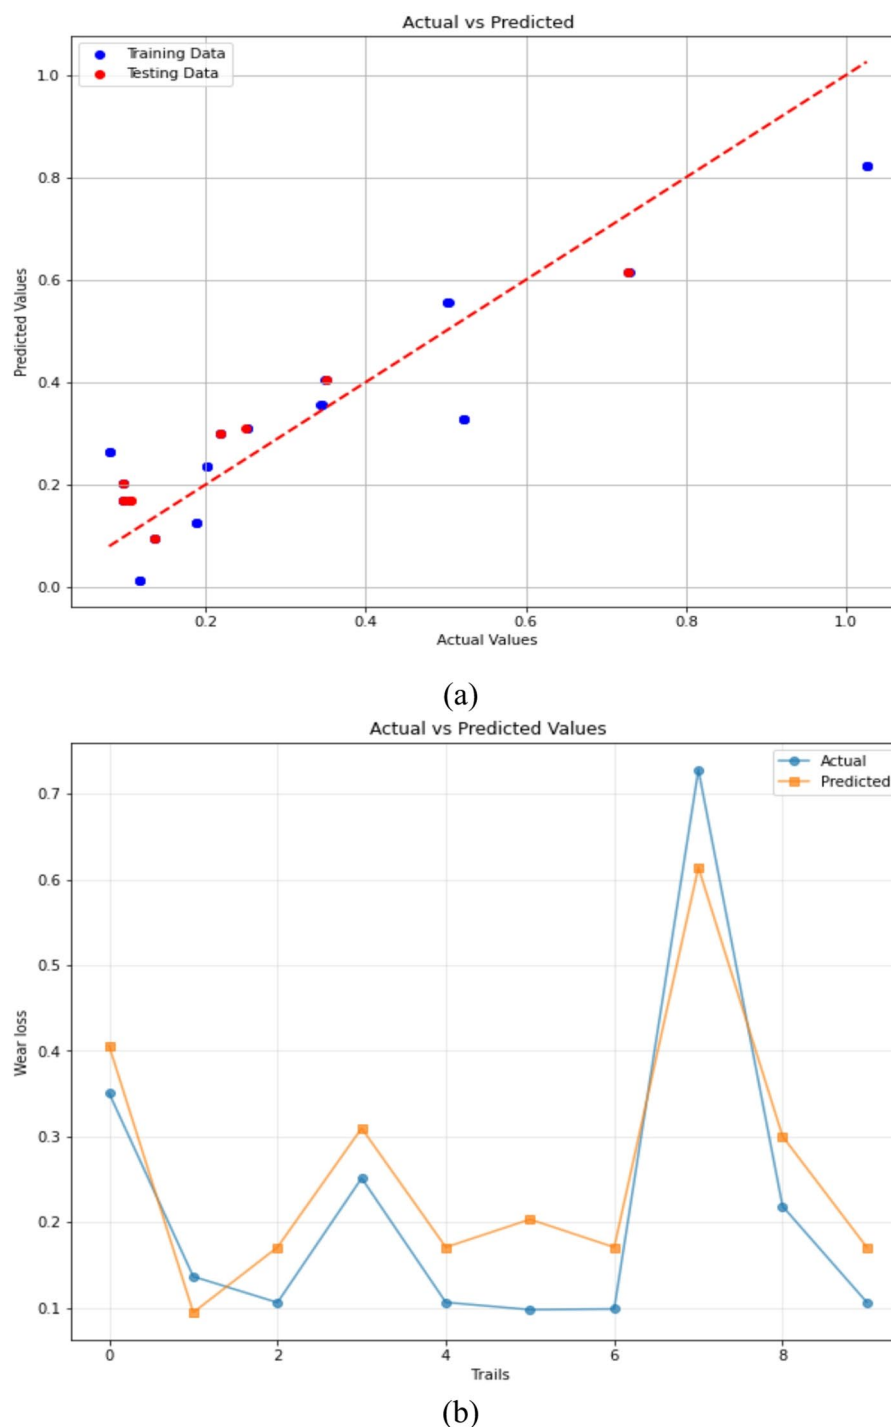 Actual vs Predicted
Training Data
Testing Data
1.0
0.8
0.6
0.4
0.2
0.0
Predicted Values
0.2 0.4 0.6 0.8 1.0
Actual Values
(a)
Actual vs Predicted Values
Actual
Predicted
0.7
0.6
0.5
0.4
0.3
0.2
0.1
Wear loss
0 2 4 6 8
Trails
(b)